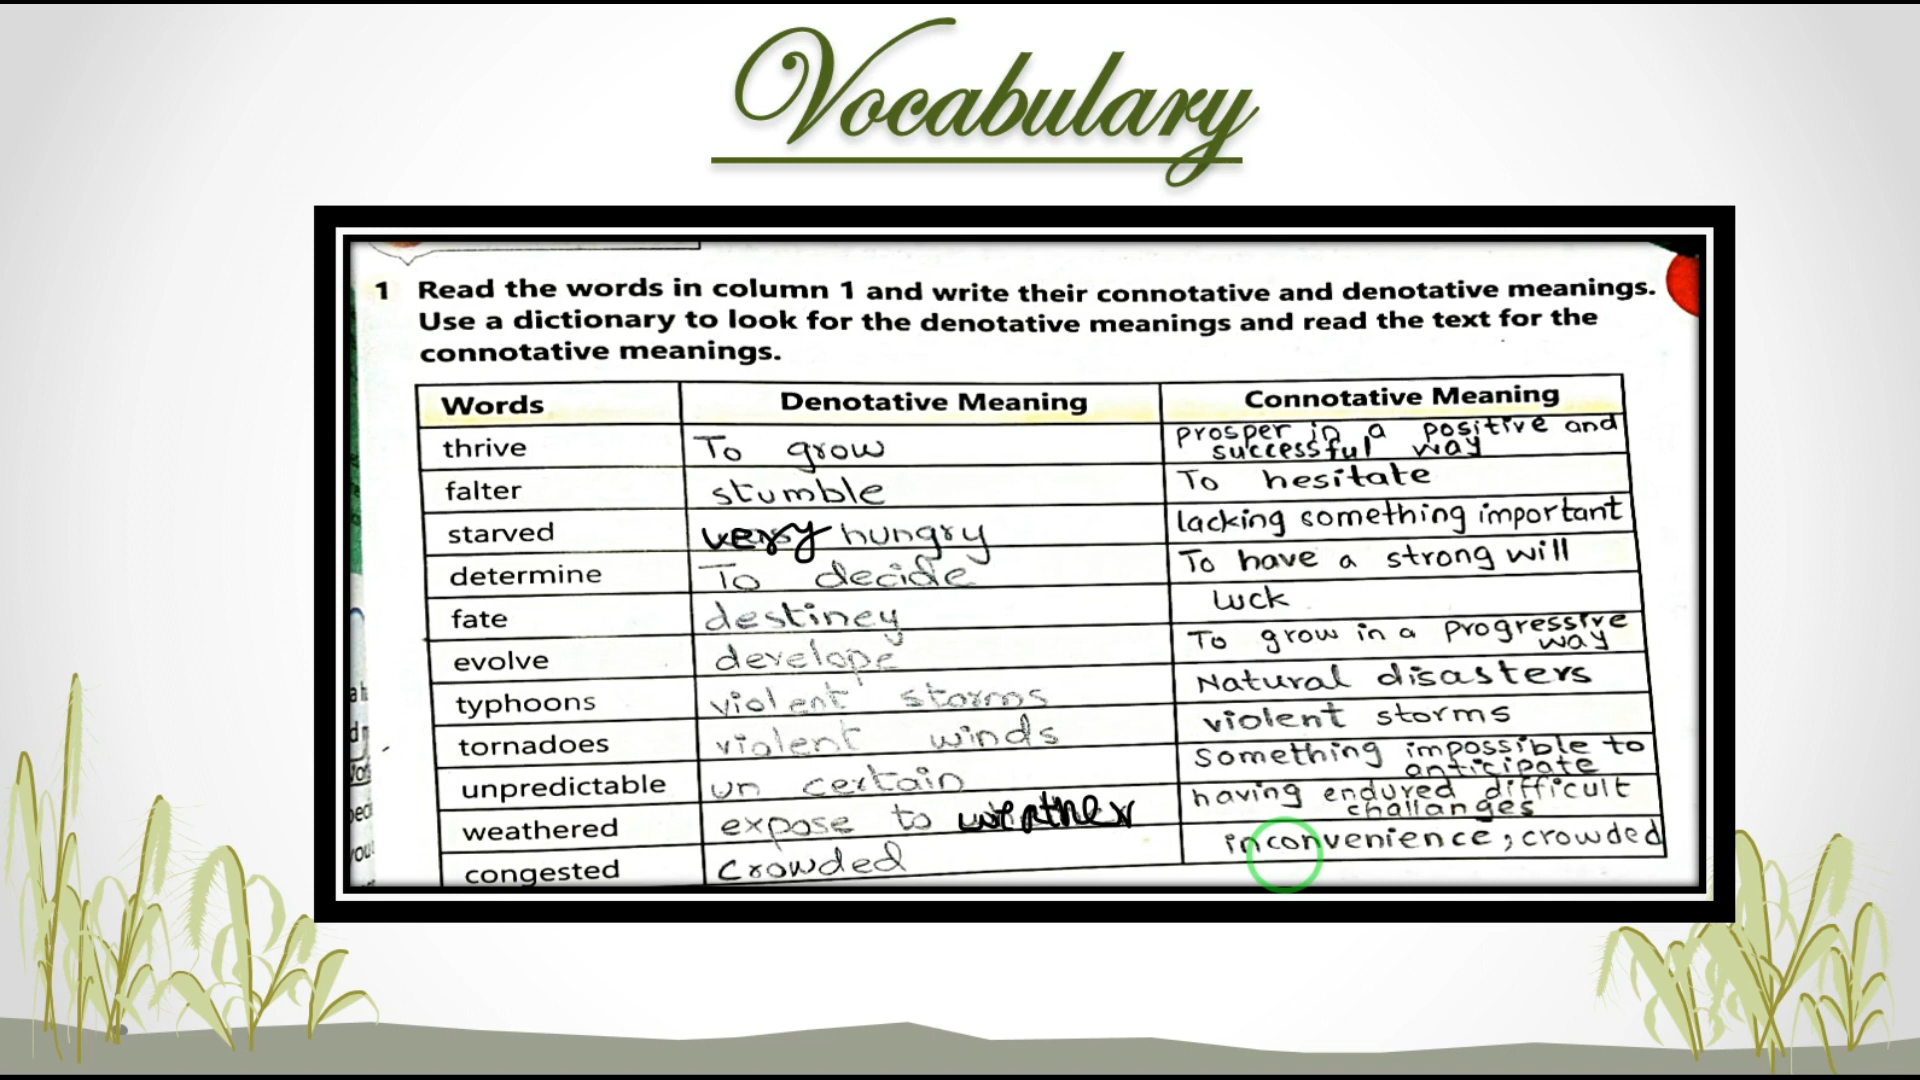 Vocabulary
1 Read the words in column 1 and write their connotative and denotative meanings.
Use a dictionary to look for the denotative meanings and read the text for the
connotative meanings.
Words Denotative Meaning Connotative Meaning
thrive To grow prosper in a positive and
successful way
falter stumble To hesitate
starved very hungry lacking something important
determine To decide To have a strong will
fate destiney luck
evolve develope To grow in a progressive
way
typhoons violent storms Natural disasters
tornadoes violent winds violent storms
unpredictable un certain Something impossible to
anticipate
weathered expose to weather having endured difficult
challanges
congested crowded inconvenience, crowded